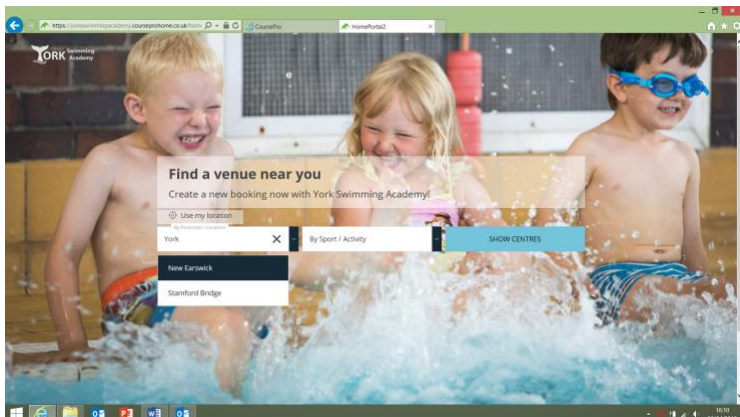 https://yorkswimmingacademy.courseprohome.co.uk/home
CoursePro
HomePortal2
YORK Swimming
Academy
Find a venue near you
Create a new booking now with York Swimming Academy!
Use my location
By Postcode / Location
York
By Sport / Activity
SHOW CENTRES
New Earswick
Stamford Bridge
16:10